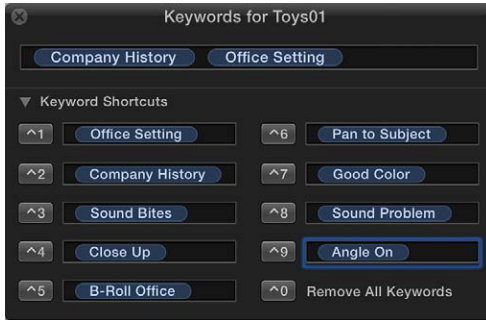 Keywords for Toys01
Company History Office Setting
Keyword Shortcuts
^1 Office Setting ^6 Pan to Subject
^2 Company History ^7 Good Color
^3 Sound Bites ^8 Sound Problem
^4 Close Up ^9 Angle On
^5 B-Roll Office ^0 Remove All Keywords